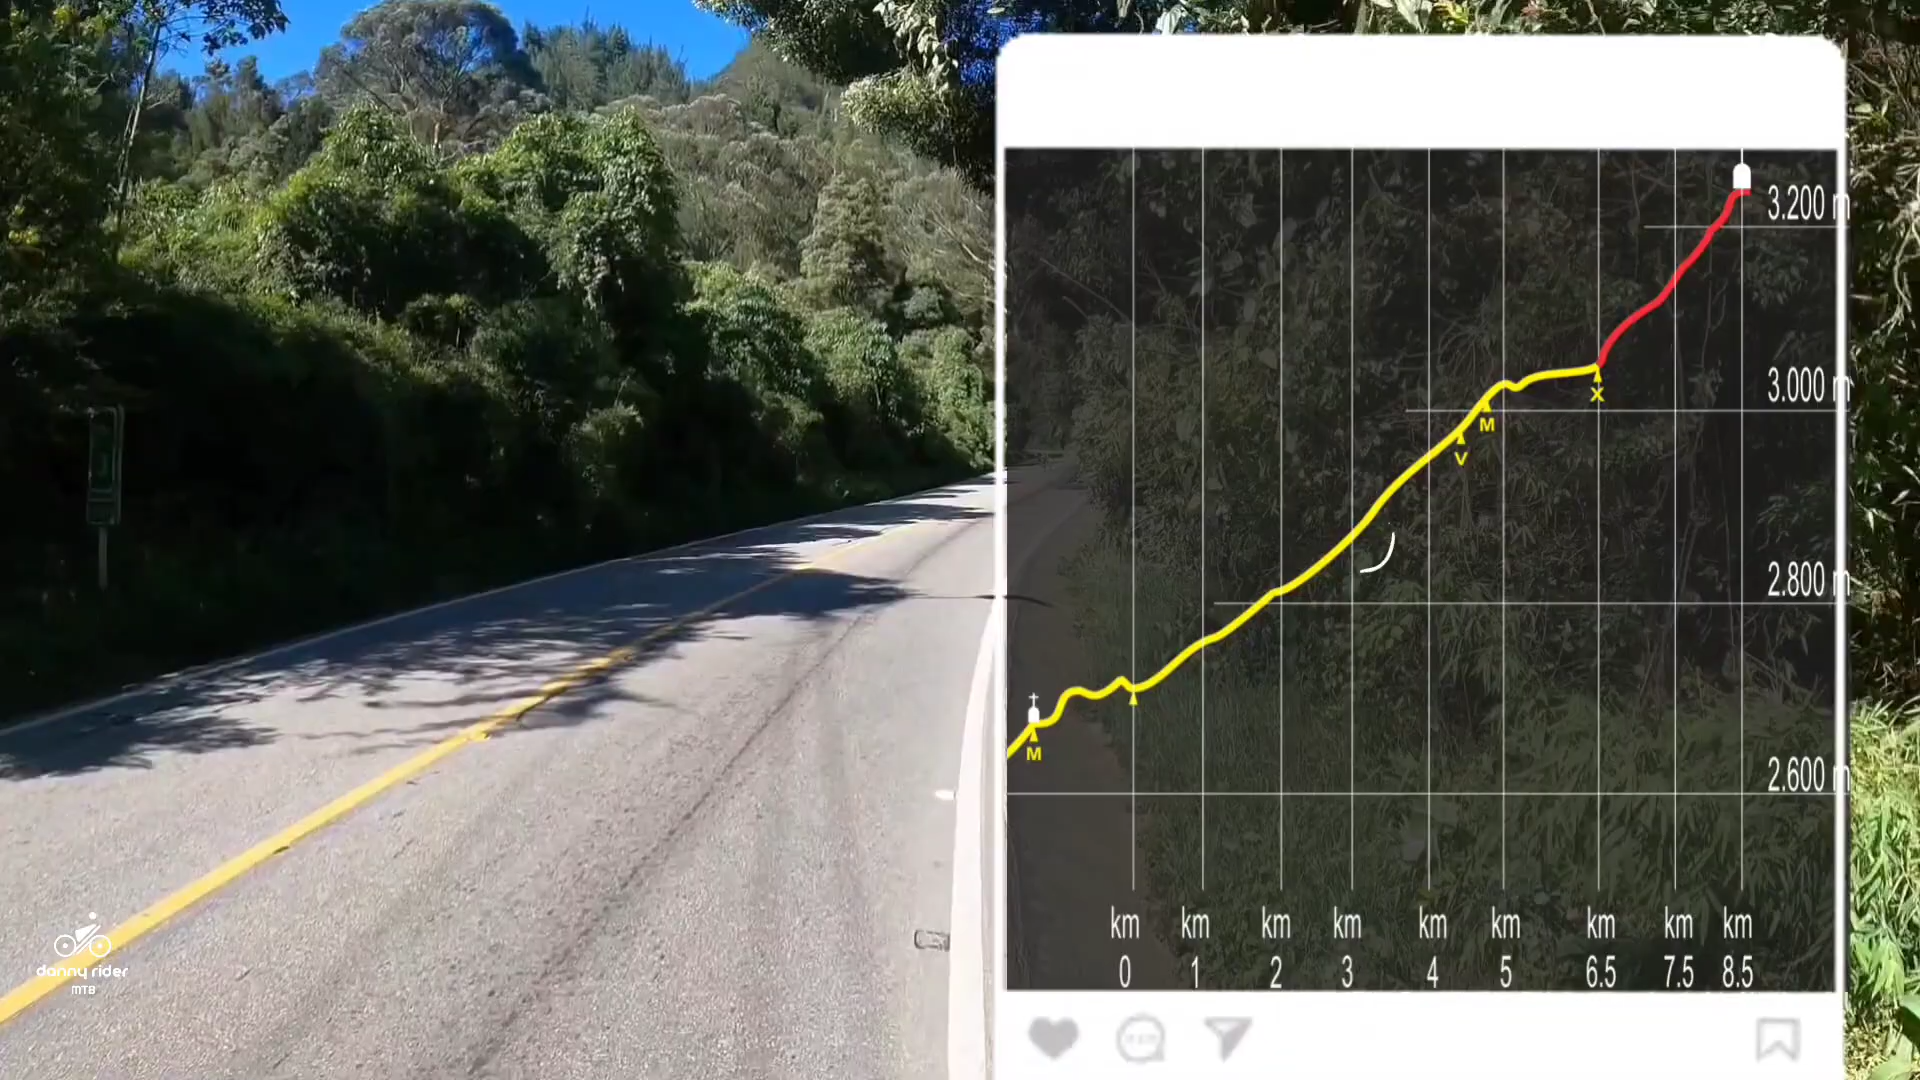 3.200 m
3.000 m
X
M
V
2.800 m
M
2.600 m
km km km km km km km km km
0 1 2 3 4 5 6.5 7.5 8.5
danny rider
MTB